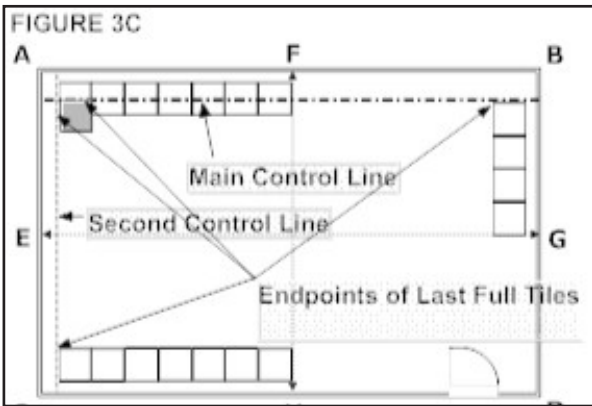 FIGURE 3C
A F B
Main Control Line
Second Control Line
E G
Endpoints of Last Full Tiles